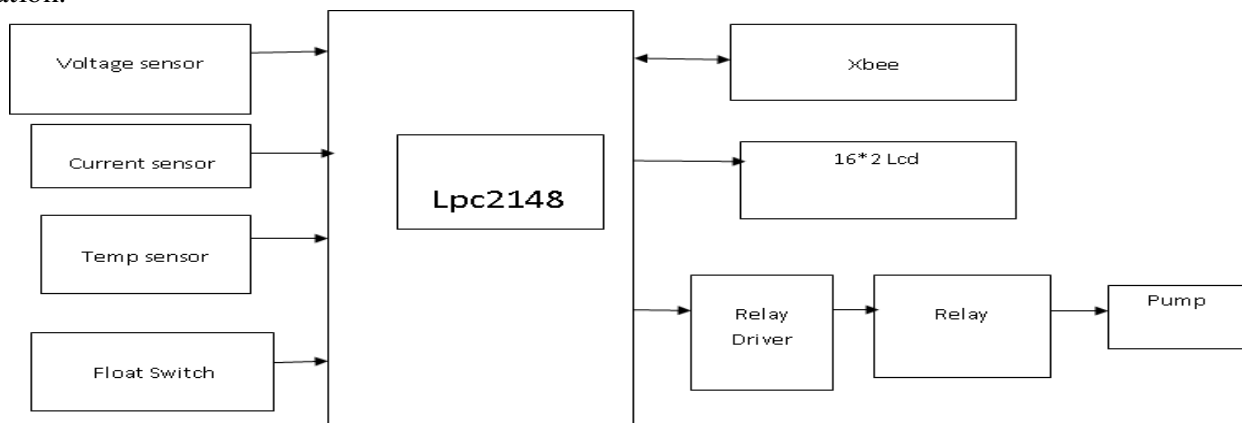 Voltage sensor
Current sensor
Temp sensor
Float Switch
Lpc2148
Xbee
16*2 Lcd
Relay
Driver
Relay
Pump